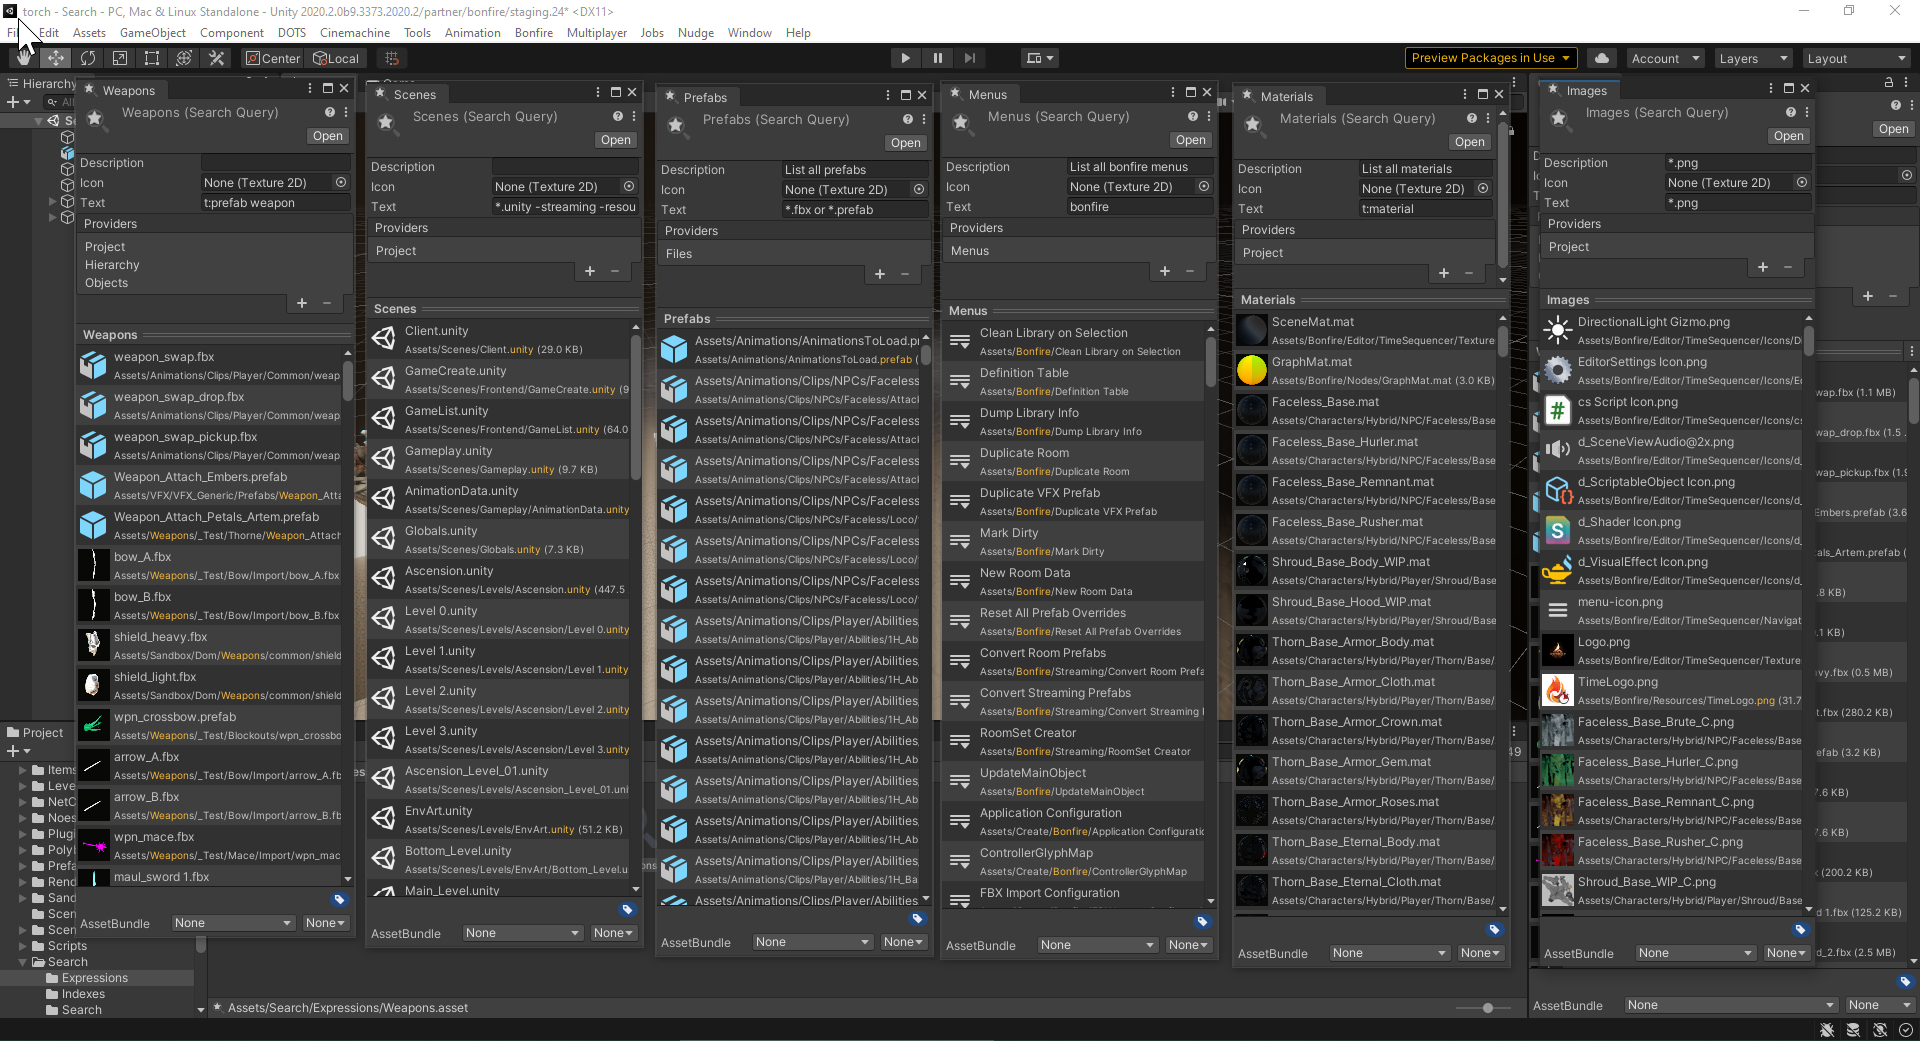 torch - Search - PC, Mac & Linux Standalone - Unity 2020.2.0b9.3373.2020.2/partner/bonfire/staging.24* <DX11>
Edit Assets GameObject Component DOTS Cinemachine Tools Animation Bonfire Multiplayer Jobs Nudge Window Help
Center Local Preview Packages in Use Account Layers Layout
Hierarchy
Weapons
Weapons (Search Query)
Open
Description
Icon None (Texture 2D)
Text t:prefab weapon
Providers
Project
Hierarchy
Objects
Weapons
weapon_swap.fbx
Assets/Animations/Clips/Player/Common/weap
weapon_swap_drop.fbx
Assets/Animations/Clips/Player/Common/weap
weapon_swap_pickup.fbx
Assets/Animations/Clips/Player/Common/weap
Weapon_Attach_Embers.prefab
Assets/VFX/VFX_Generic/Prefabs/Weapon_Atta
Weapon_Attach_Petals_Artem.prefab
Assets/Weapons/_Test/Thorne/Weapon_Attach
bow_A.fbx
Assets/Weapons/_Test/Bow/Import/bow_A.fbx
bow_B.fbx
Assets/Weapons/_Test/Bow/Import/bow_B.fbx
shield_heavy.fbx
Assets/Sandbox/Dom/Weapons/common/shield
shield_light.fbx
Assets/Sandbox/Dom/Weapons/common/shield
wpn_crossbow.prefab
Assets/Weapons/_Test/Blockouts/wpn_crossbo
arrow_A.fbx
Assets/Weapons/_Test/Bow/Import/arrow_A.fb
arrow_B.fbx
Assets/Weapons/_Test/Bow/Import/arrow_B.fb
wpn_mace.fbx
Assets/Weapons/_Test/Mace/Import/wpn_mac
maul_sword 1.fbx
AssetBundle None None
Scenes
Scenes (Search Query)
Open
Description
Icon None (Texture 2D)
Text *.unity -streaming -resou
Providers
Project
Scenes
Client.unity
Assets/Scenes/Client.unity (29.0 KB)
GameCreate.unity
Assets/Scenes/Frontend/GameCreate.unity (9
GameList.unity
Assets/Scenes/Frontend/GameList.unity (64.0
Gameplay.unity
Assets/Scenes/Gameplay.unity (9.7 KB)
AnimationData.unity
Assets/Scenes/Gameplay/AnimationData.unity
Globals.unity
Assets/Scenes/Globals.unity (7.3 KB)
Ascension.unity
Assets/Scenes/Levels/Ascension.unity (447.5
Level 0.unity
Assets/Scenes/Levels/Ascension/Level 0.unity
Level 1.unity
Assets/Scenes/Levels/Ascension/Level 1.unity
Level 2.unity
Assets/Scenes/Levels/Ascension/Level 2.unity
Level 3.unity
Assets/Scenes/Levels/Ascension/Level 3.unity
Ascension_Level_01.unity
Assets/Scenes/Levels/Ascension_Level_01.uni
EnvArt.unity
Assets/Scenes/Levels/EnvArt.unity (51.2 KB)
Bottom_Level.unity
Assets/Scenes/Levels/EnvArt/Bottom_Level.u
Main_Level.unity
AssetBundle None None
Prefabs
Prefabs (Search Query)
Open
Description List all prefabs
Icon None (Texture 2D)
Text *.fbx or *.prefab
Providers
Files
Prefabs
Assets/Animations/AnimationsToLoad.pr
Assets/Animations/AnimationsToLoad.prefab (
Assets/Animations/Clips/NPCs/Faceless
Assets/Animations/Clips/NPCs/Faceless/Attack
Assets/Animations/Clips/NPCs/Faceless
Assets/Animations/Clips/NPCs/Faceless/Attack
Assets/Animations/Clips/NPCs/Faceless
Assets/Animations/Clips/NPCs/Faceless/Attack
Assets/Animations/Clips/NPCs/Faceless
Assets/Animations/Clips/NPCs/Faceless/Loco/
Assets/Animations/Clips/NPCs/Faceless
Assets/Animations/Clips/NPCs/Faceless/Loco/
Assets/Animations/Clips/NPCs/Faceless
Assets/Animations/Clips/NPCs/Faceless/Loco/
Assets/Animations/Clips/Player/Abilities
Assets/Animations/Clips/Player/Abilities/1H_Ab
Assets/Animations/Clips/Player/Abilities
Assets/Animations/Clips/Player/Abilities/1H_Ab
Assets/Animations/Clips/Player/Abilities
Assets/Animations/Clips/Player/Abilities/1H_Ab
Assets/Animations/Clips/Player/Abilities
Assets/Animations/Clips/Player/Abilities/1H_Ab
Assets/Animations/Clips/Player/Abilities
Assets/Animations/Clips/Player/Abilities/1H_Ab
Assets/Animations/Clips/Player/Abilities
Assets/Animations/Clips/Player/Abilities/1H_Ab
Assets/Animations/Clips/Player/Abilities
Assets/Animations/Clips/Player/Abilities/1H_Ba
Assets/Animations/Clips/Player/Abilities
AssetBundle None None
Menus
Menus (Search Query)
Open
Description List all bonfire menus
Icon None (Texture 2D)
Text bonfire
Providers
Menus
Menus
Clean Library on Selection
Assets/Bonfire/Clean Library on Selection
Definition Table
Assets/Bonfire/Definition Table
Dump Library Info
Assets/Bonfire/Dump Library Info
Duplicate Room
Assets/Bonfire/Duplicate Room
Duplicate VFX Prefab
Assets/Bonfire/Duplicate VFX Prefab
Mark Dirty
Assets/Bonfire/Mark Dirty
New Room Data
Assets/Bonfire/New Room Data
Reset All Prefab Overrides
Assets/Bonfire/Reset All Prefab Overrides
Convert Room Prefabs
Assets/Bonfire/Streaming/Convert Room Prefa
Convert Streaming Prefabs
Assets/Bonfire/Streaming/Convert Streaming
RoomSet Creator
Assets/Bonfire/Streaming/RoomSet Creator
UpdateMainObject
Assets/Bonfire/UpdateMainObject
Application Configuration
Assets/Create/Bonfire/Application Configuratio
ControllerGlyphMap
Assets/Create/Bonfire/ControllerGlyphMap
FBX Import Configuration
AssetBundle None None
Materials
Materials (Search Query)
Open
Description List all materials
Icon None (Texture 2D)
Text t:material
Providers
Project
Materials
SceneMat.mat
Assets/Bonfire/Editor/TimeSequencer/Texture
GraphMat.mat
Assets/Bonfire/Nodes/GraphMat.mat (3.0 KB)
Faceless_Base.mat
Assets/Characters/Hybrid/NPC/Faceless/Base
Faceless_Base_Hurler.mat
Assets/Characters/Hybrid/NPC/Faceless/Base
Faceless_Base_Remnant.mat
Assets/Characters/Hybrid/NPC/Faceless/Base
Faceless_Base_Rusher.mat
Assets/Characters/Hybrid/NPC/Faceless/Base
Shroud_Base_Body_WIP.mat
Assets/Characters/Hybrid/Player/Shroud/Base
Shroud_Base_Hood_WIP.mat
Assets/Characters/Hybrid/Player/Shroud/Base
Thorn_Base_Armor_Body.mat
Assets/Characters/Hybrid/Player/Thorn/Base/
Thorn_Base_Armor_Cloth.mat
Assets/Characters/Hybrid/Player/Thorn/Base/
Thorn_Base_Armor_Crown.mat
Assets/Characters/Hybrid/Player/Thorn/Base/
Thorn_Base_Armor_Gem.mat
Assets/Characters/Hybrid/Player/Thorn/Base/
Thorn_Base_Armor_Roses.mat
Assets/Characters/Hybrid/Player/Thorn/Base/
Thorn_Base_Eternal_Body.mat
Assets/Characters/Hybrid/Player/Thorn/Base/
Thorn_Base_Eternal_Cloth.mat
Assets/Characters/Hybrid/Player/Thorn/Base/
AssetBundle None None
Images
Images (Search Query)
Open
Description *.png
Icon None (Texture 2D)
Text *.png
Providers
Project
Images
DirectionalLight Gizmo.png
Assets/Bonfire/Editor/TimeSequencer/Icons/D
EditorSettings Icon.png
Assets/Bonfire/Editor/TimeSequencer/Icons/Ed
cs Script Icon.png
Assets/Bonfire/Editor/TimeSequencer/Icons/cs
d_SceneViewAudio@2x.png
Assets/Bonfire/Editor/TimeSequencer/Icons/d_
d_ScriptableObject Icon.png
Assets/Bonfire/Editor/TimeSequencer/Icons/d_
d_Shader Icon.png
Assets/Bonfire/Editor/TimeSequencer/Icons/d_
d_VisualEffect Icon.png
Assets/Bonfire/Editor/TimeSequencer/Icons/d_
menu-icon.png
Assets/Bonfire/Editor/TimeSequencer/Navigat
Logo.png
Assets/Bonfire/Editor/TimeSequencer/Texture
TimeLogo.png
Assets/Bonfire/Resources/TimeLogo.png (31.7
Faceless_Base_Brute_C.png
Assets/Characters/Hybrid/NPC/Faceless/Base
Faceless_Base_Hurler_C.png
Assets/Characters/Hybrid/NPC/Faceless/Base
Faceless_Base_Remnant_C.png
Assets/Characters/Hybrid/NPC/Faceless/Base
Faceless_Base_Rusher_C.png
Assets/Characters/Hybrid/NPC/Faceless/Base
Shroud_Base_WIP_C.png
Assets/Characters/Hybrid/Player/Shroud/Base
AssetBundle None None
Open
wap.fbx (1.1 MB)
wap_drop.fbx (1.5
wap_pickup.fbx (1.9
Embers.prefab (3.6
als_Artem.prefab (
.8 KB)
.1 KB)
vy.fbx (0.5 MB)
t.fbx (280.2 KB)
efab (3.2 KB)
7.6 KB)
7.6 KB)
(200.2 KB)
d 1.fbx (125.2 KB)
d_2.fbx (2.5 MB)
AssetBundle None None
Project
Items
Leve
NetC
Noes
Plugi
Poly
Prefa
Rend
Sand
Scen
Scen
Scripts
Search
Expressions
Indexes
Search
Assets/Search/Expressions/Weapons.asset